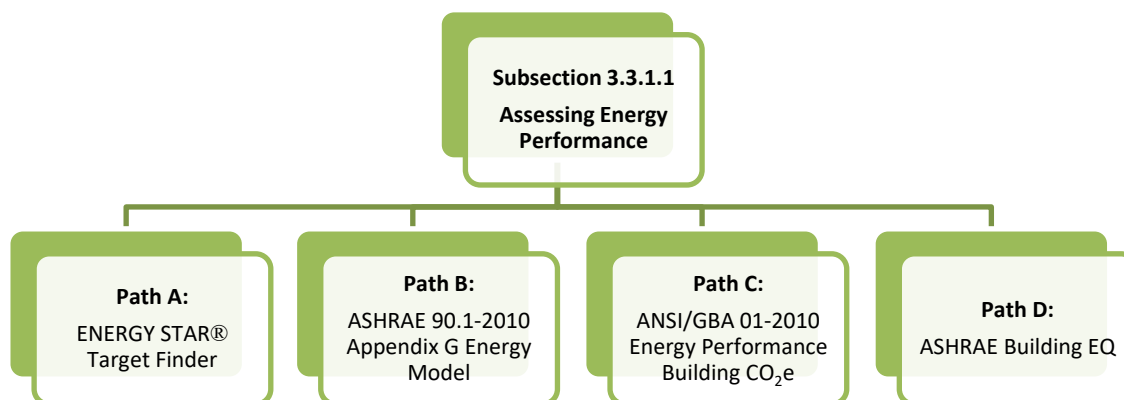 Subsection 3.3.1.1
Assessing Energy
Performance
Path A:
ENERGY STAR®
Target Finder
Path B:
ASHRAE 90.1-2010
Appendix G Energy
Model
Path C:
ANSI/GBA 01-2010
Energy Performance
Building CO₂e
Path D:
ASHRAE Building EQ